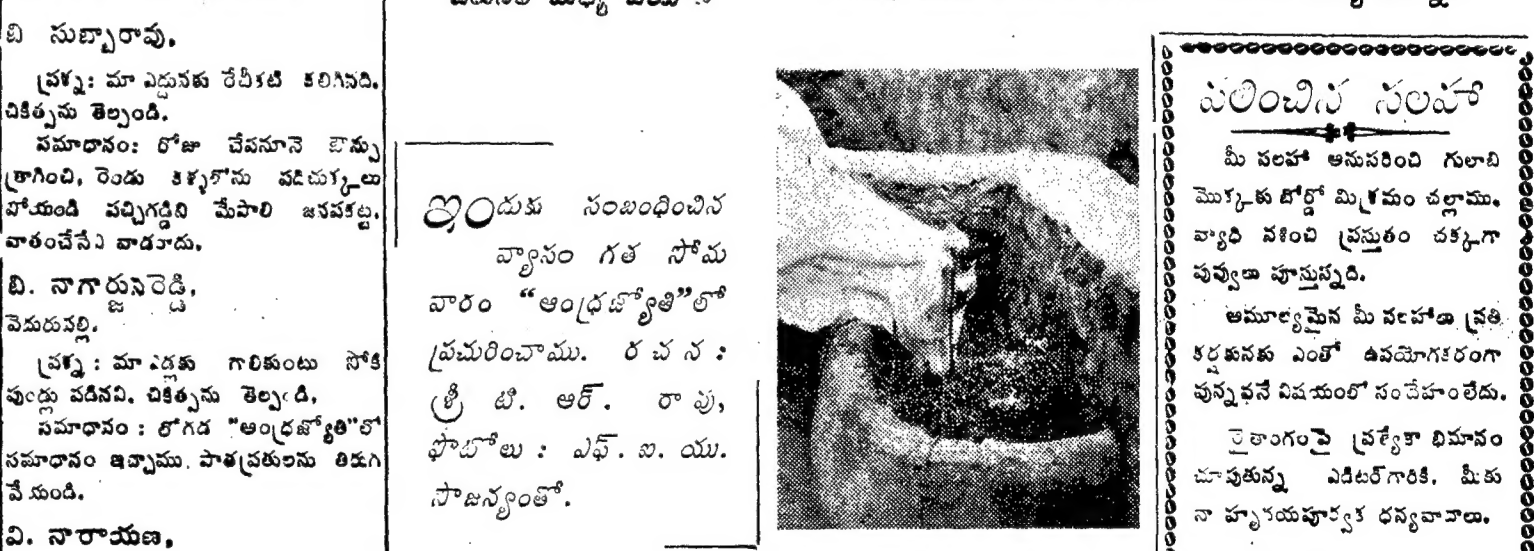 బి సుబ్బారావు,
ప్రశ్న: మా ఎద్దునకు రేచీకటి కలిగినది.
చికిత్సను తెల్పండి.
సమాధానం: రోజు చేపనూనె ఔన్సు
త్రాగించి, రెండు కళ్ళలోను వడిచుక్కలు
పోయండి పచ్చిగడ్డిని మేపాలి జనపకట్ట,
వాతంచేసేవి వాడరాదు.
బి. నాగార్జునరెడ్డి,
వెదురుపల్లి.
ప్రశ్న : మా ఎడ్లకు గాలికుంటు సోకి
పుండ్లు పడినవి. చికిత్సను తెల్పండి.
సమాధానం : లోగడ "ఆంధ్రజ్యోతి"లో
సమాధానం ఇచ్చాము. పాతప్రతులను తిరుగ
వేయండి.
వి. నారాయణ,
ఇందుకు సంబంధించిన
వ్యాసం గత సోమ
వారం "ఆంధ్రజ్యోతి"లో
ప్రచురించాము. రచన :
శ్రీ టి. ఆర్. రావు,
ఫొటోలు : ఎఫ్. ఐ. యు.
సౌజన్యంతో.
ఫలించిన సలహా
మీ సలహా అనుసరించి గులాబి
మొక్కకు బోర్డో మిశ్రమం చల్లాము.
వ్యాధి నశించి ప్రస్తుతం చక్కగా
పువ్వులు పూస్తున్నది.
అమూల్యమైన మీ సలహాలు ప్రతి
కర్షకునకు ఎంతో ఉపయోగకరంగా
వున్నవనే విషయంలో సందేహంలేదు.
రైతాంగంపై ప్రత్యేకాభిమానం
చూపుతున్న ఎడిటర్‌గారికి, మీకు
నా హృదయపూర్వక ధన్యవాదాలు.